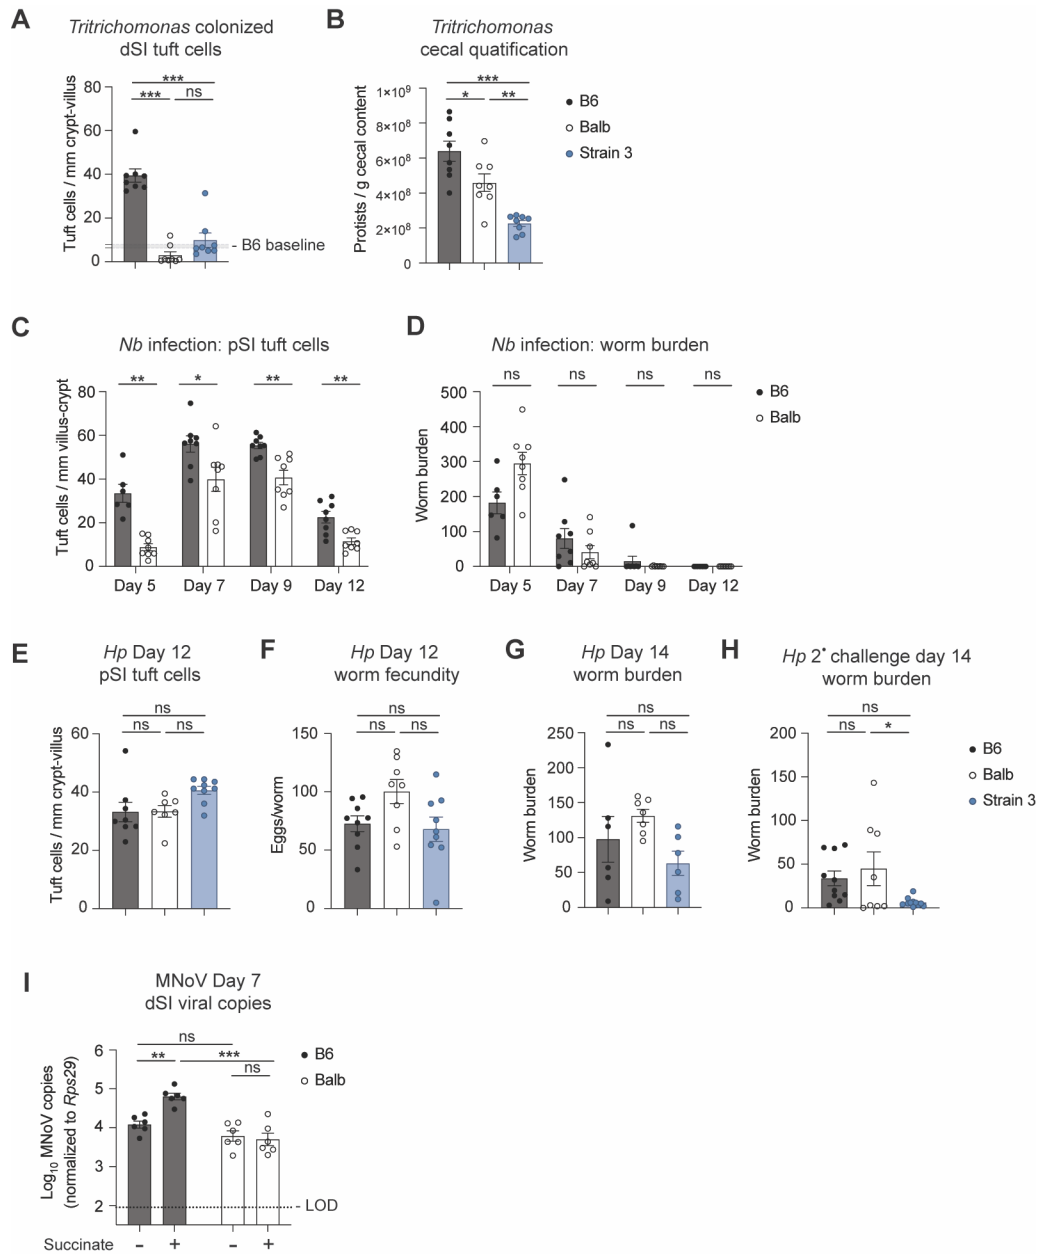 A
Tritrichomonas colonized
dSI tuft cells
Tuft cells / mm crypt-villus
80
60
40
20
0
***
***
ns
- B6 baseline
B
Tritrichomonas
cecal quatification
Protists / g cecal content
1×10⁹
8×10⁸
6×10⁸
4×10⁸
2×10⁸
0
***
*
**
B6
Balb
Strain 3
C
Nb infection: pSI tuft cells
Tuft cells / mm villus-crypt
80
60
40
20
0
**
*
**
**
Day 5
Day 7
Day 9
Day 12
D
Nb infection: worm burden
Worm burden
500
400
300
200
100
0
ns
ns
ns
ns
Day 5
Day 7
Day 9
Day 12
B6
Balb
E
Hp Day 12
pSI tuft cells
Tuft cells / mm crypt-villus
60
40
20
0
ns
ns
ns
F
Hp Day 12
worm fecundity
Eggs/worm
150
100
50
0
ns
ns
ns
G
Hp Day 14
worm burden
Worm burden
250
200
150
100
50
0
ns
ns
ns
H
Hp 2˚ challenge day 14
worm burden
Worm burden
200
150
100
50
0
ns
ns
*
B6
Balb
Strain 3
I
MNoV Day 7
dSI viral copies
Log₁₀ MNoV copies
(normalized to Rps29)
6
5
4
3
2
ns
**
***
ns
- LOD
Succinate - + - +
B6
Balb